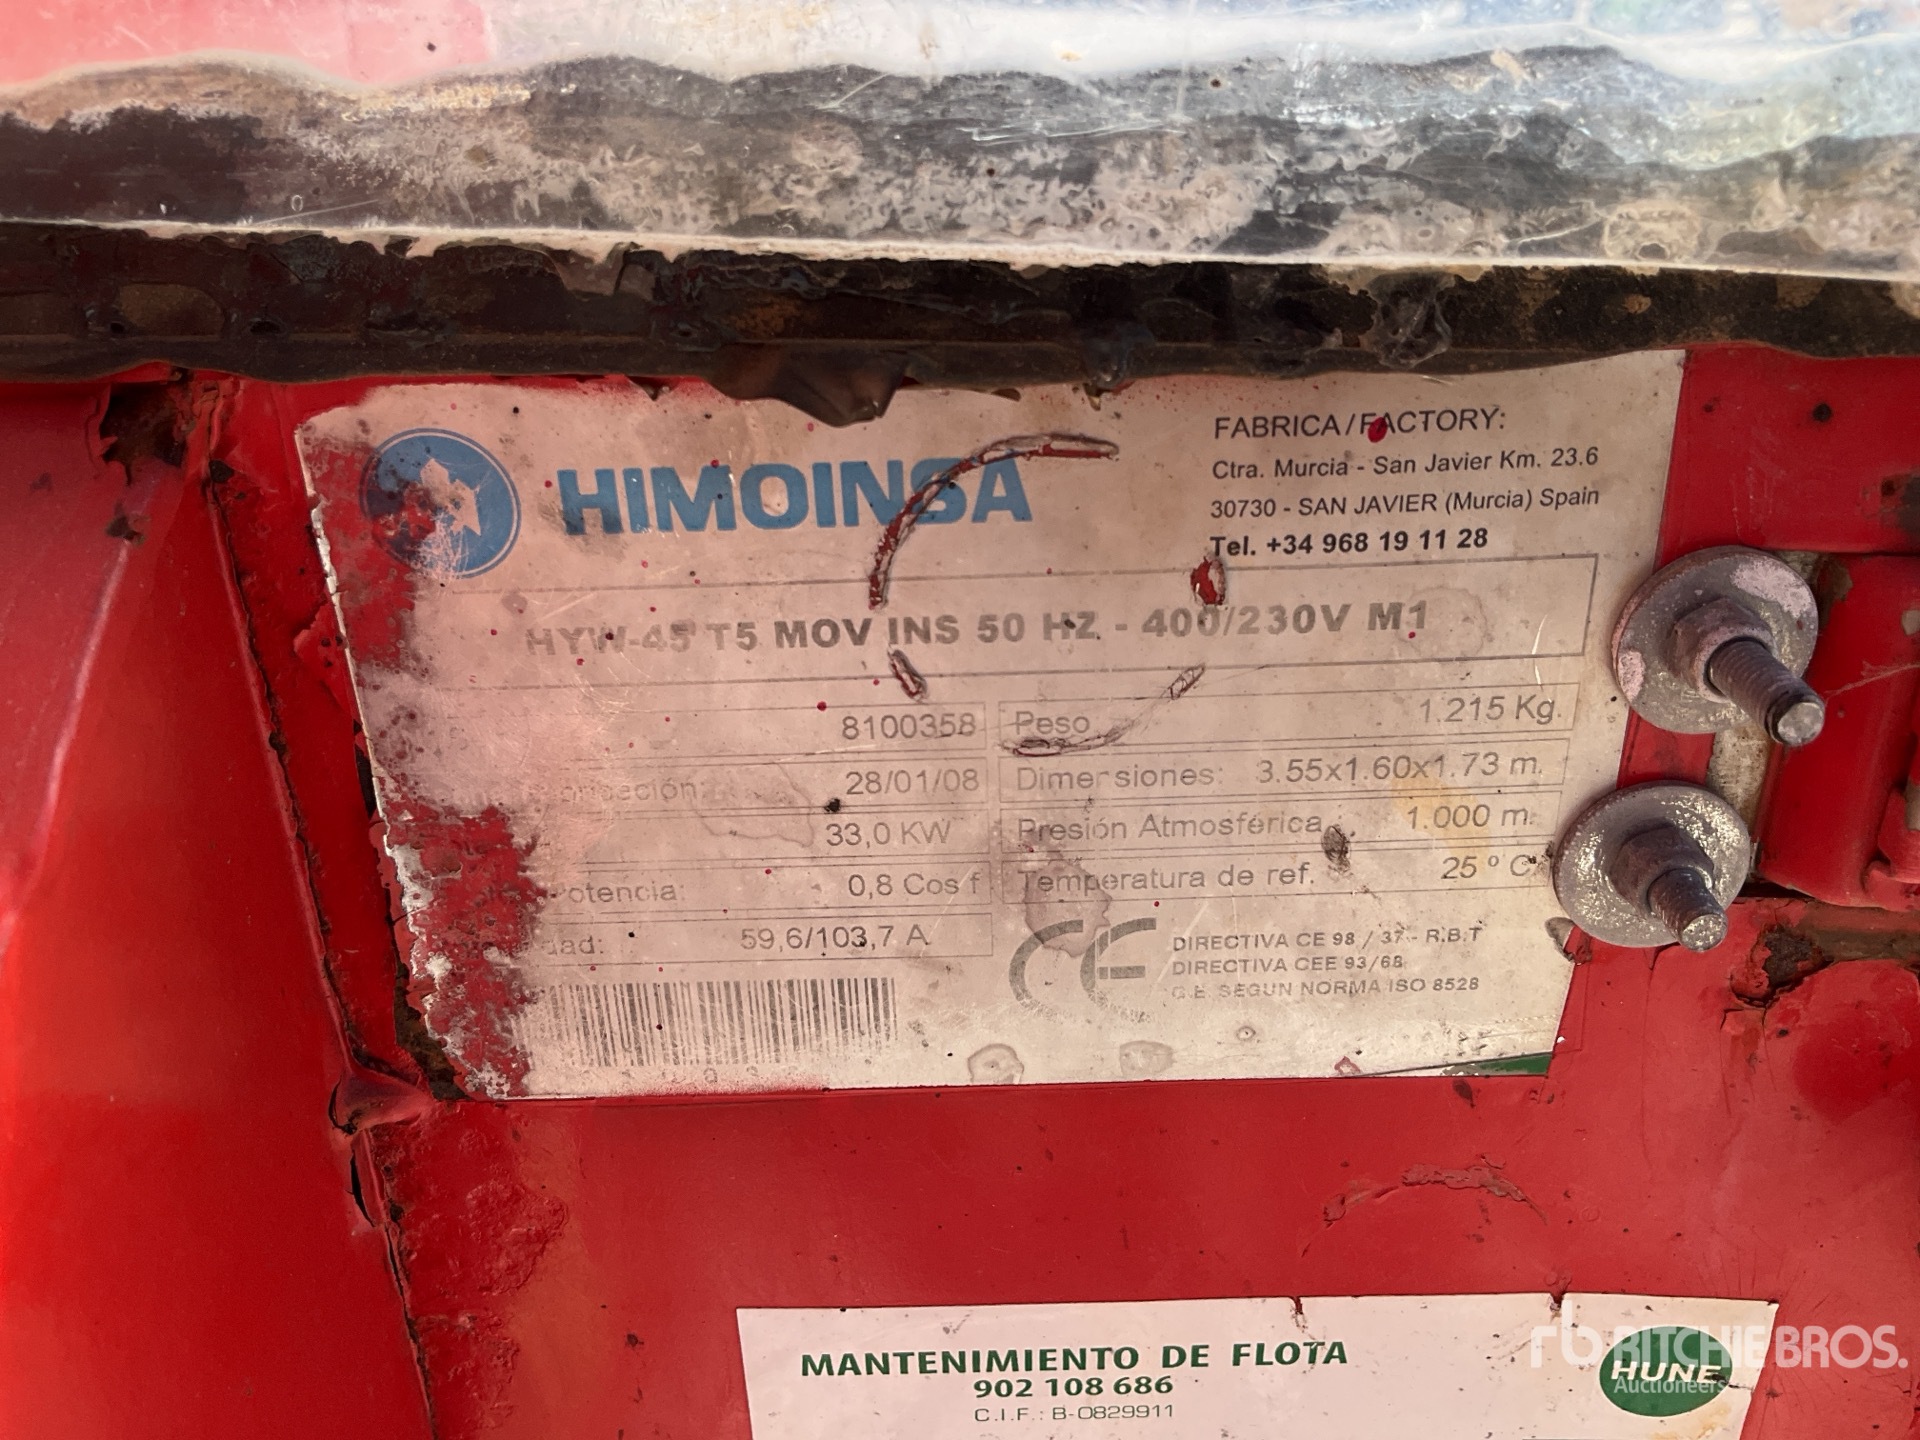 HIMOINSA
FABRICA/FACTORY:
Ctra. Murcia - San Javier Km. 23.6
30730 - SAN JAVIER (Murcia) Spain
Tel. +34 968 19 11 28
HYW-45 T5 MOV INS 50 HZ - 400/230V M1
8100358
Peso 1.215 Kg.
28/01/08
Dimensiones: 3.55x1.60x1.73 m.
33,0 KW
Presión Atmosférica : 1.000 m.
Potencia: 0,8 Cos f
Temperatura de ref. 25 º C
59,6/103,7 A
CE
DIRECTIVA CE 98 / 37 - R.B.T
DIRECTIVA CEE 93/68
G.E. SEGUN NORMA ISO 8528
MANTENIMIENTO DE FLOTA
902 108 686
C.I.F.: B-0829911
HUNE
rb RITCHIE BROS.
Auctioneers